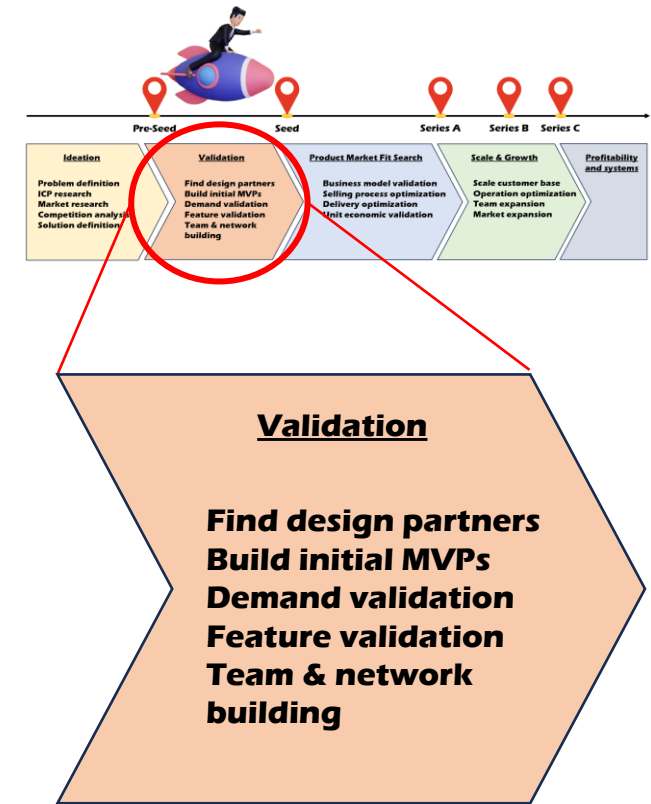 Pre-Seed
Seed
Series A
Series B
Series C
Ideation
Problem definition
ICP research
Market research
Competition analysis
Solution definition
Validation
Find design partners
Build initial MVPs
Demand validation
Feature validation
Team & network
building
Product Market Fit Search
Business model validation
Selling process optimization
Delivery optimization
Unit economic validation
Scale & Growth
Scale customer base
Operation optimization
Team expansion
Market expansion
Profitability
and systems
Validation
Find design partners
Build initial MVPs
Demand validation
Feature validation
Team & network
building